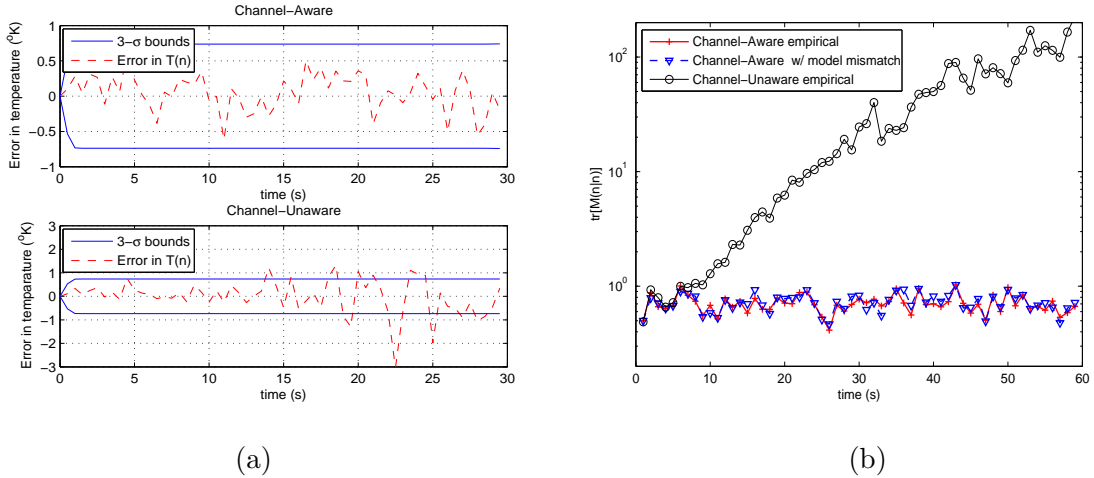 Channel-Aware
Error in temperature (°K)
3-σ bounds
Error in T(n)
1
0.5
0
-0.5
-1
0 5 10 15 20 25 30
time (s)
Channel-Unaware
Error in temperature (°K)
3-σ bounds
Error in T(n)
3
2
1
0
-1
-2
-3
0 5 10 15 20 25 30
time (s)
(a)
tr[M(n|n)]
Channel-Aware empirical
Channel-Aware w/ model mismatch
Channel-Unaware empirical
10²
10¹
10⁰
0 10 20 30 40 50 60
time (s)
(b)